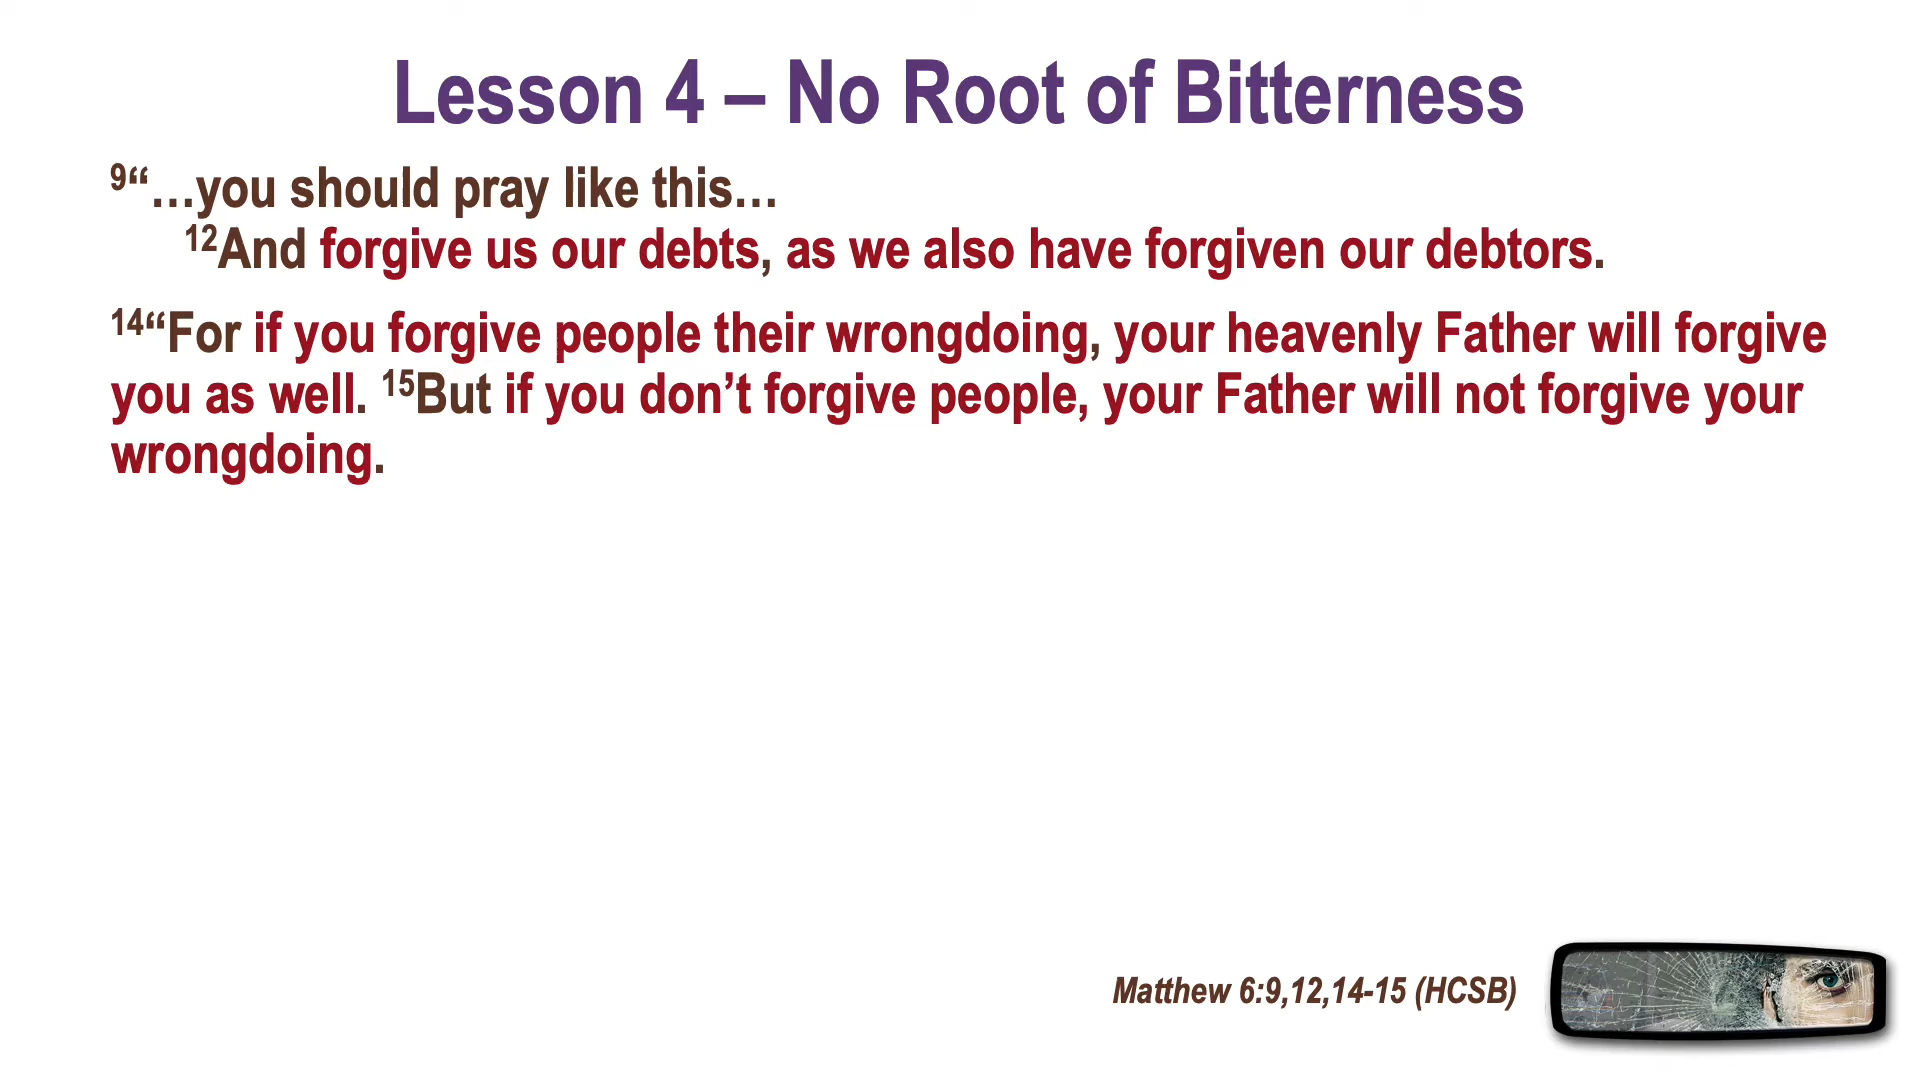 Lesson 4 – No Root of Bitterness
⁹“…you should pray like this…
¹²And forgive us our debts, as we also have forgiven our debtors.
¹⁴“For if you forgive people their wrongdoing, your heavenly Father will forgive
you as well. ¹⁵But if you don’t forgive people, your Father will not forgive your
wrongdoing.
Matthew 6:9,12,14-15 (HCSB)